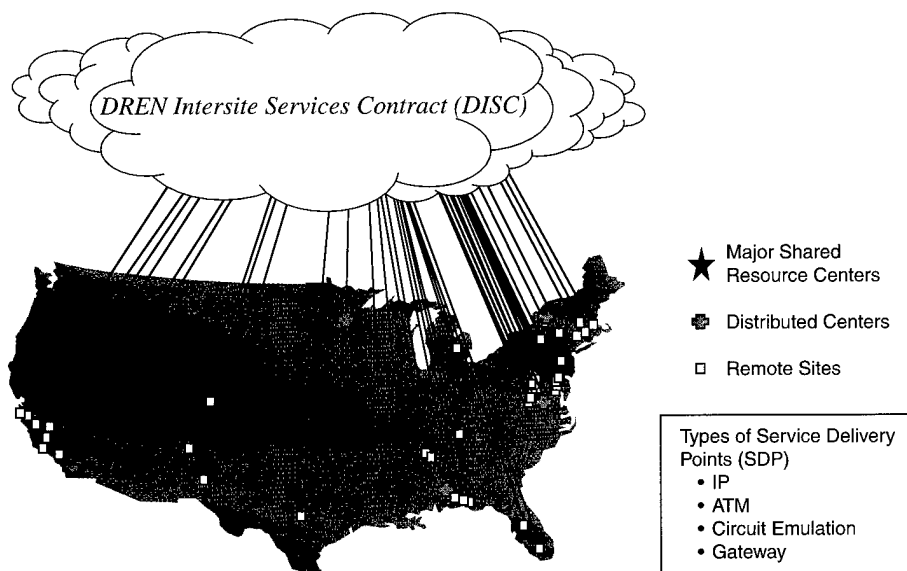 DREN Intersite Services Contract (DISC)
Major Shared
Resource Centers
Distributed Centers
Remote Sites
Types of Service Delivery
Points (SDP)
• IP
• ATM
• Circuit Emulation
• Gateway